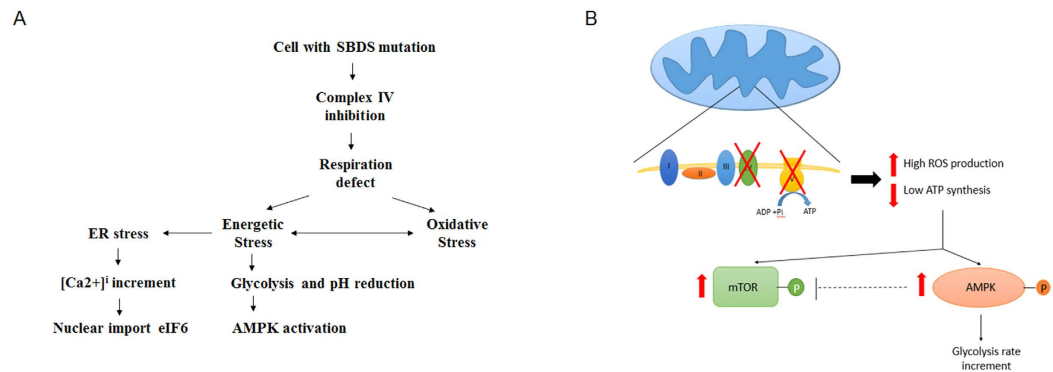 A
Cell with SBDS mutation
Complex IV
inhibition
Respiration
defect
ER stress
Energetic
Stress
Oxidative
Stress
[Ca2+]i increment
Glycolysis and pH reduction
Nuclear import eIF6
AMPK activation
B
I
II
III
IV
V
ADP +Pi
ATP
High ROS production
Low ATP synthesis
mTOR
p
AMPK
p
Glycolysis rate
increment